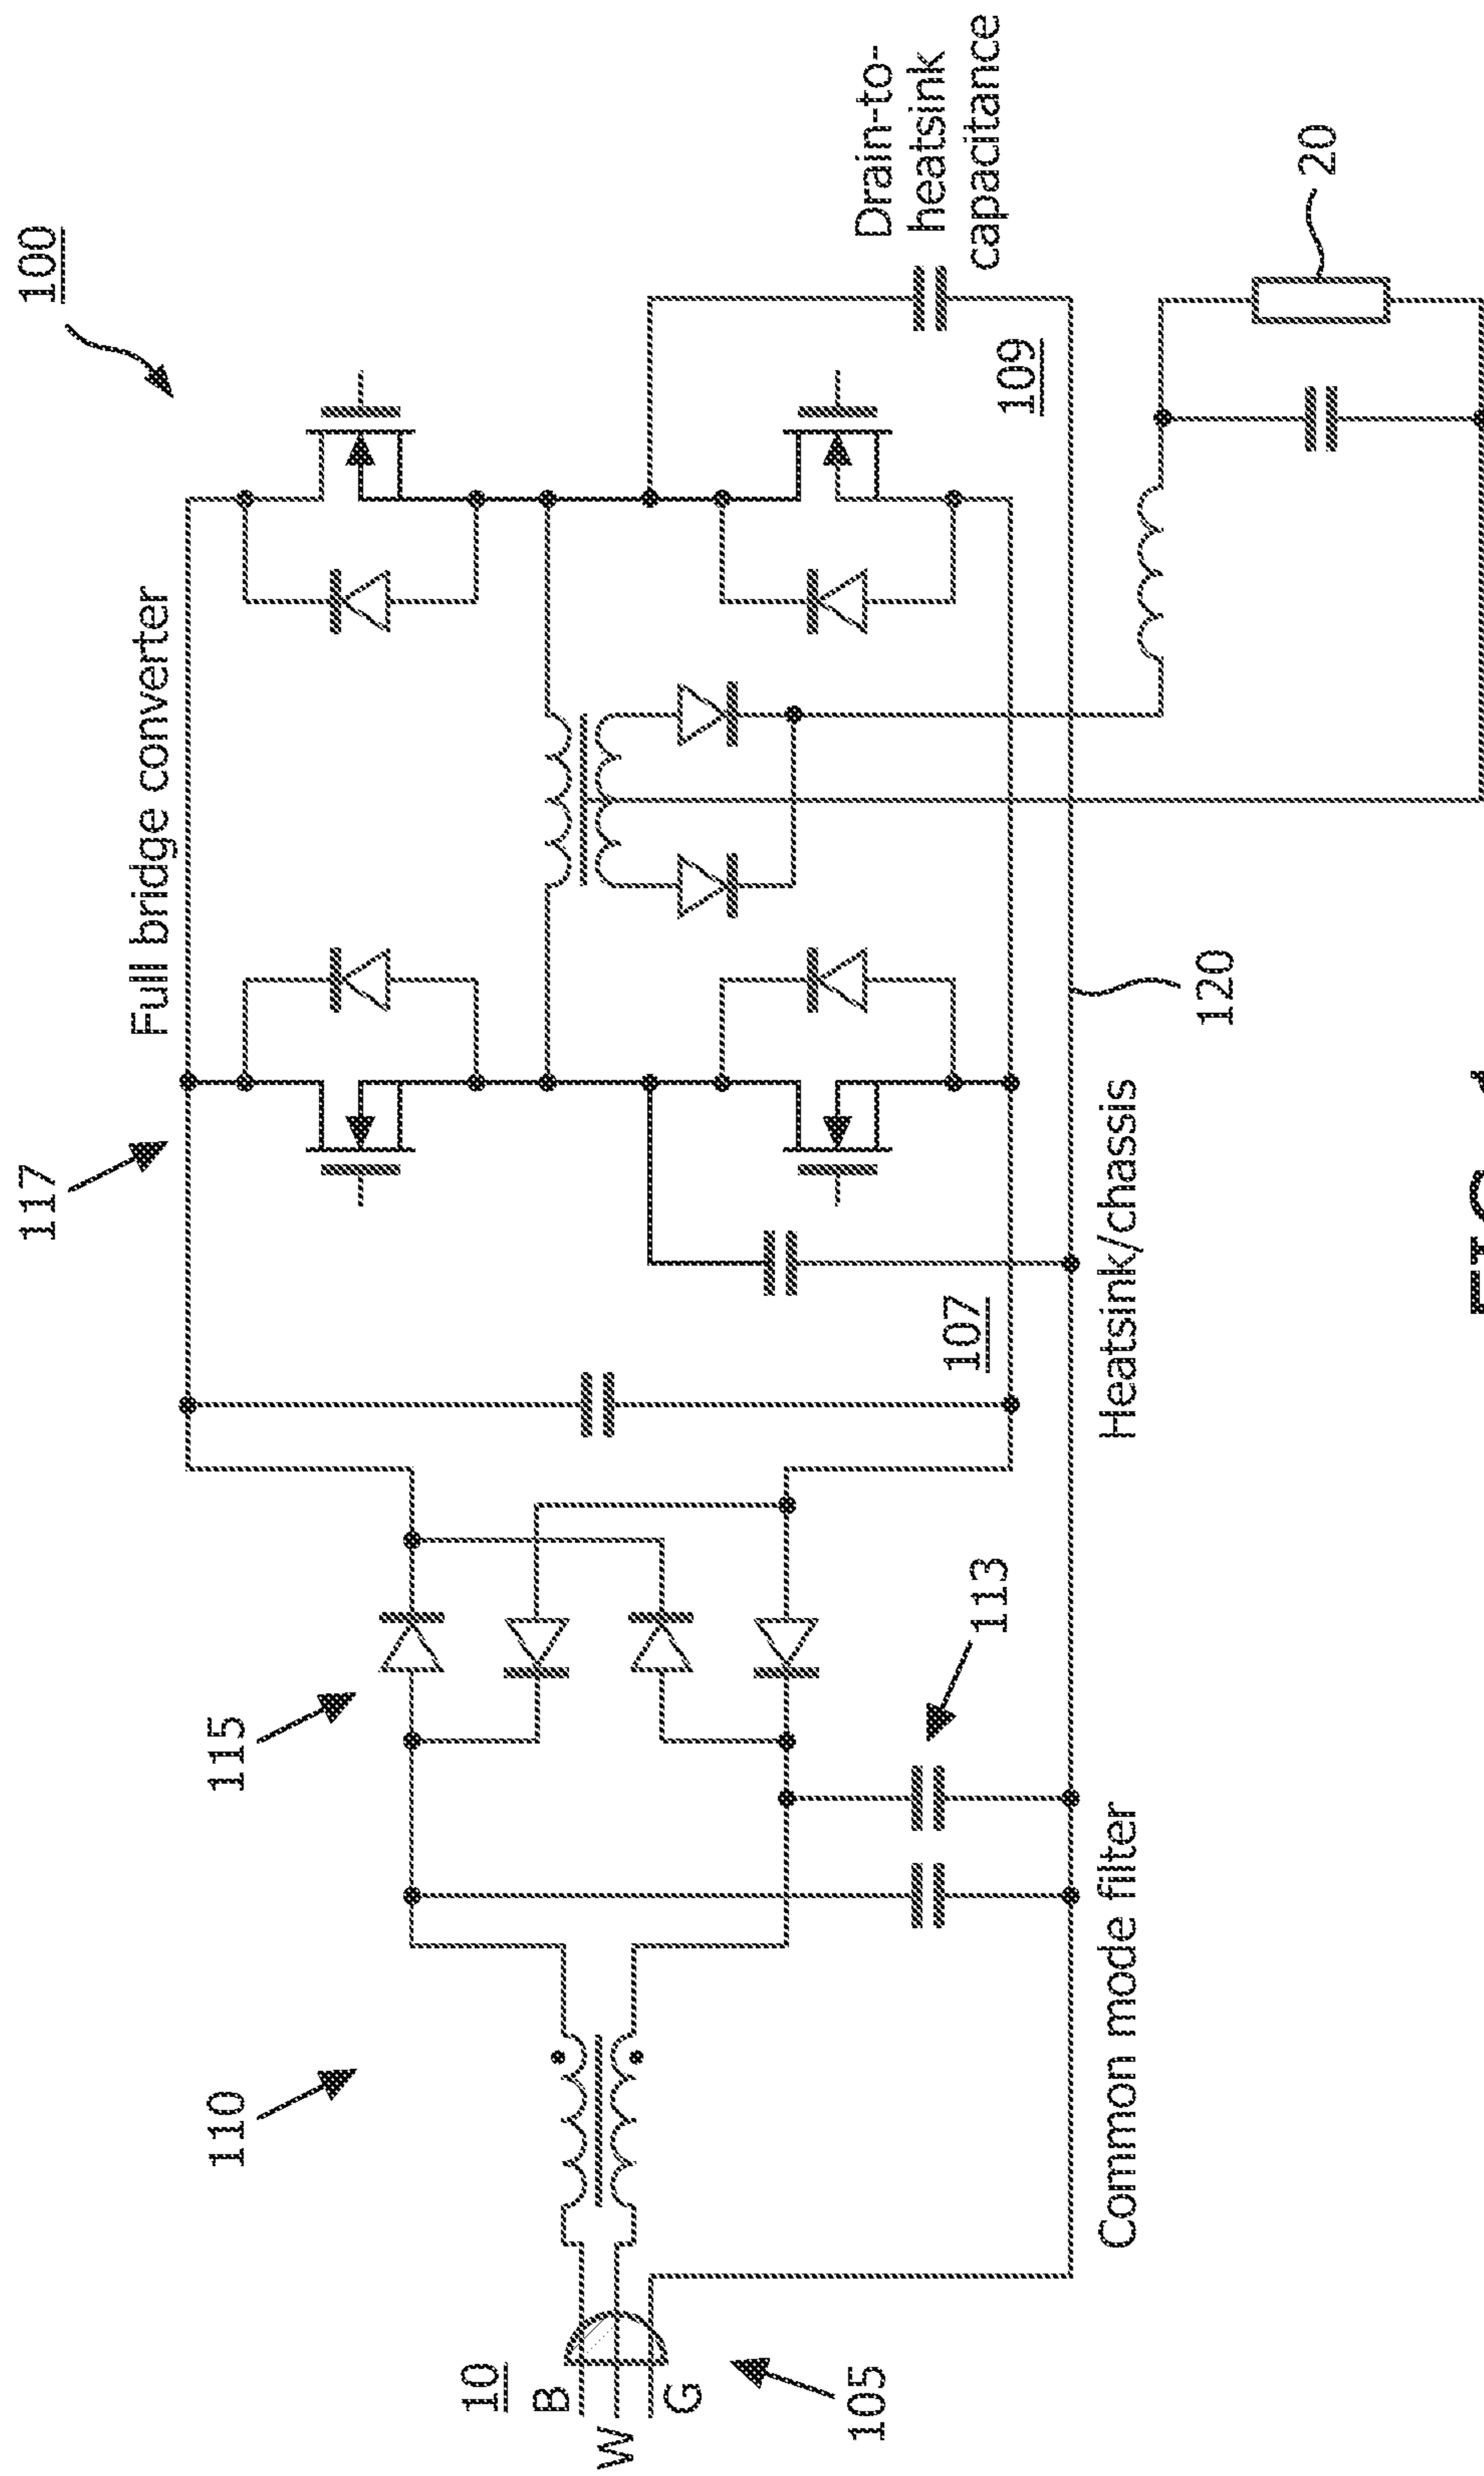 100
117
Full bridge converter
115
110
10
B
W
G
105
Drain-to-
heatsink
capacitance
109
107
113
20
120
Heatsink/chassis
Common mode filter